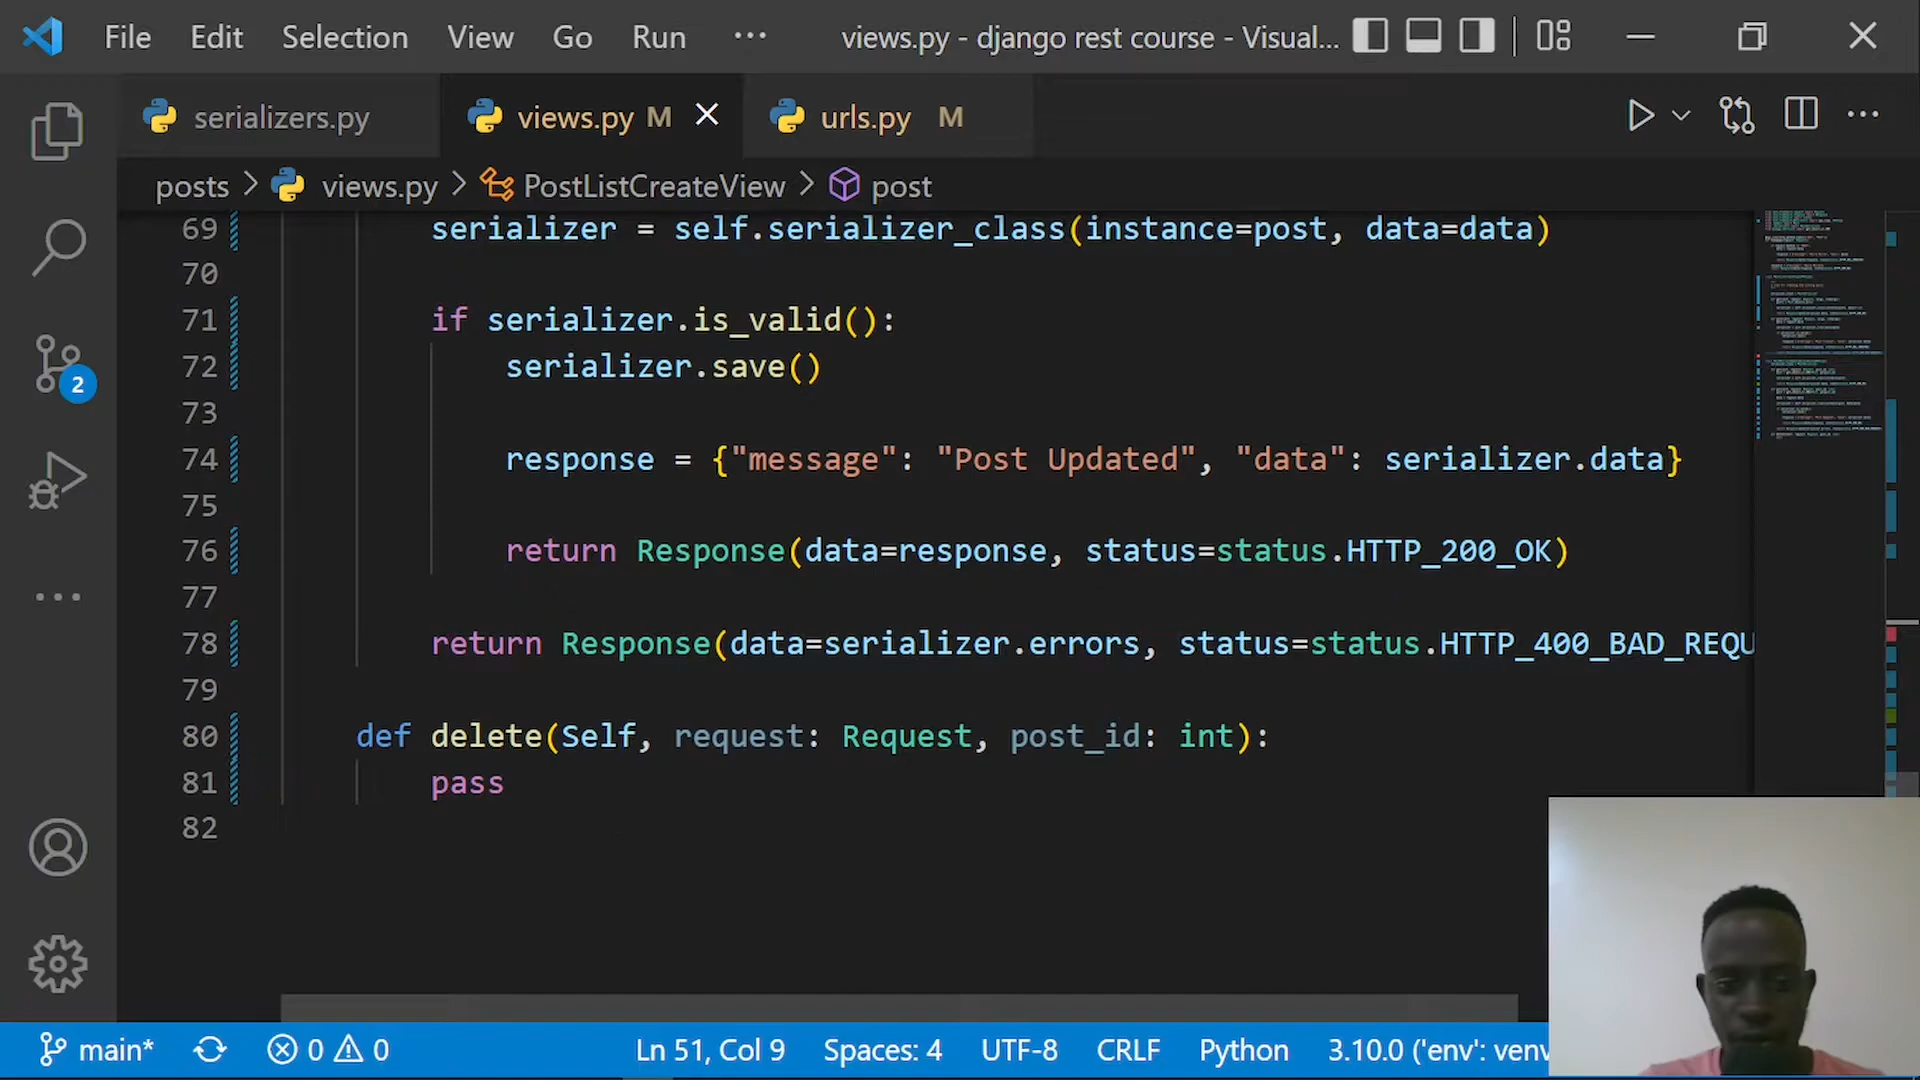 File Edit Selection View Go Run ··· views.py - django rest course - Visual...
serializers.py views.py M urls.py M
posts > views.py > PostListCreateView > post
69 serializer = self.serializer_class(instance=post, data=data)
70
71 if serializer.is_valid():
72 serializer.save()
73
74 response = {"message": "Post Updated", "data": serializer.data}
75
76 return Response(data=response, status=status.HTTP_200_OK)
77
78 return Response(data=serializer.errors, status=status.HTTP_400_BAD_REQU
79
80 def delete(Self, request: Request, post_id: int):
81 pass
82
2
main* 0 0 Ln 51, Col 9 Spaces: 4 UTF-8 CRLF Python 3.10.0 ('env': venv